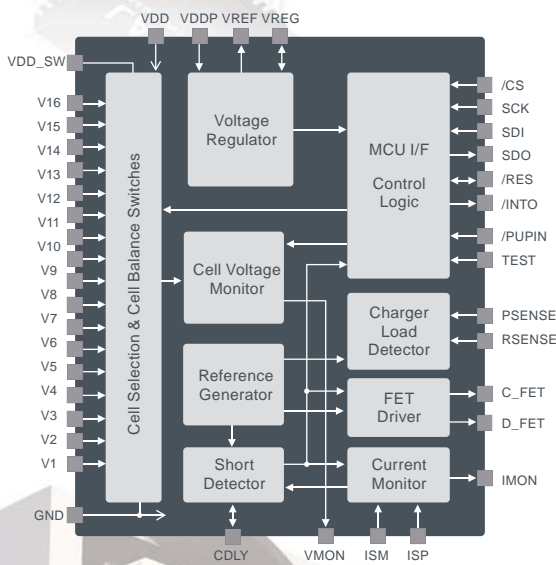 VDD VDDP VREF VREG
VDD_SW
V16
V15
V14
V13
V12
V11
V10
V9
V8
V7
V6
V5
V4
V3
V2
V1
GND
Cell Selection & Cell Balance Switches
Voltage
Regulator
MCU I/F
Control
Logic
Cell Voltage
Monitor
Charger
Load
Detector
Reference
Generator
FET
Driver
Short
Detector
Current
Monitor
/CS
SCK
SDI
SDO
/RES
/INTO
/PUPIN
TEST
PSENSE
RSENSE
C_FET
D_FET
IMON
CDLY VMON ISM ISP